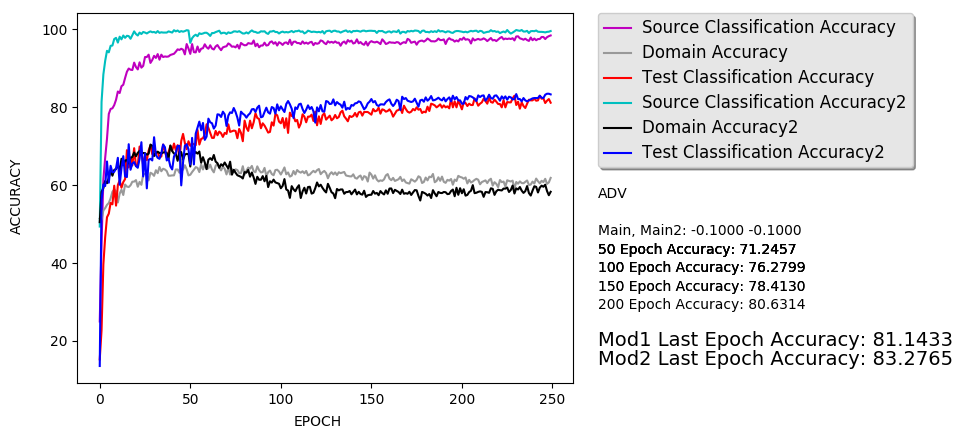 100
80
60
40
20
ACCURACY
0
50
100
150
200
250
EPOCH
Source Classification Accuracy
Domain Accuracy
Test Classification Accuracy
Source Classification Accuracy2
Domain Accuracy2
Test Classification Accuracy2
ADV
Main, Main2: -0.1000 -0.1000
50 Epoch Accuracy: 71.2457
100 Epoch Accuracy: 76.2799
150 Epoch Accuracy: 78.4130
200 Epoch Accuracy: 80.6314
Mod1 Last Epoch Accuracy: 81.1433
Mod2 Last Epoch Accuracy: 83.2765